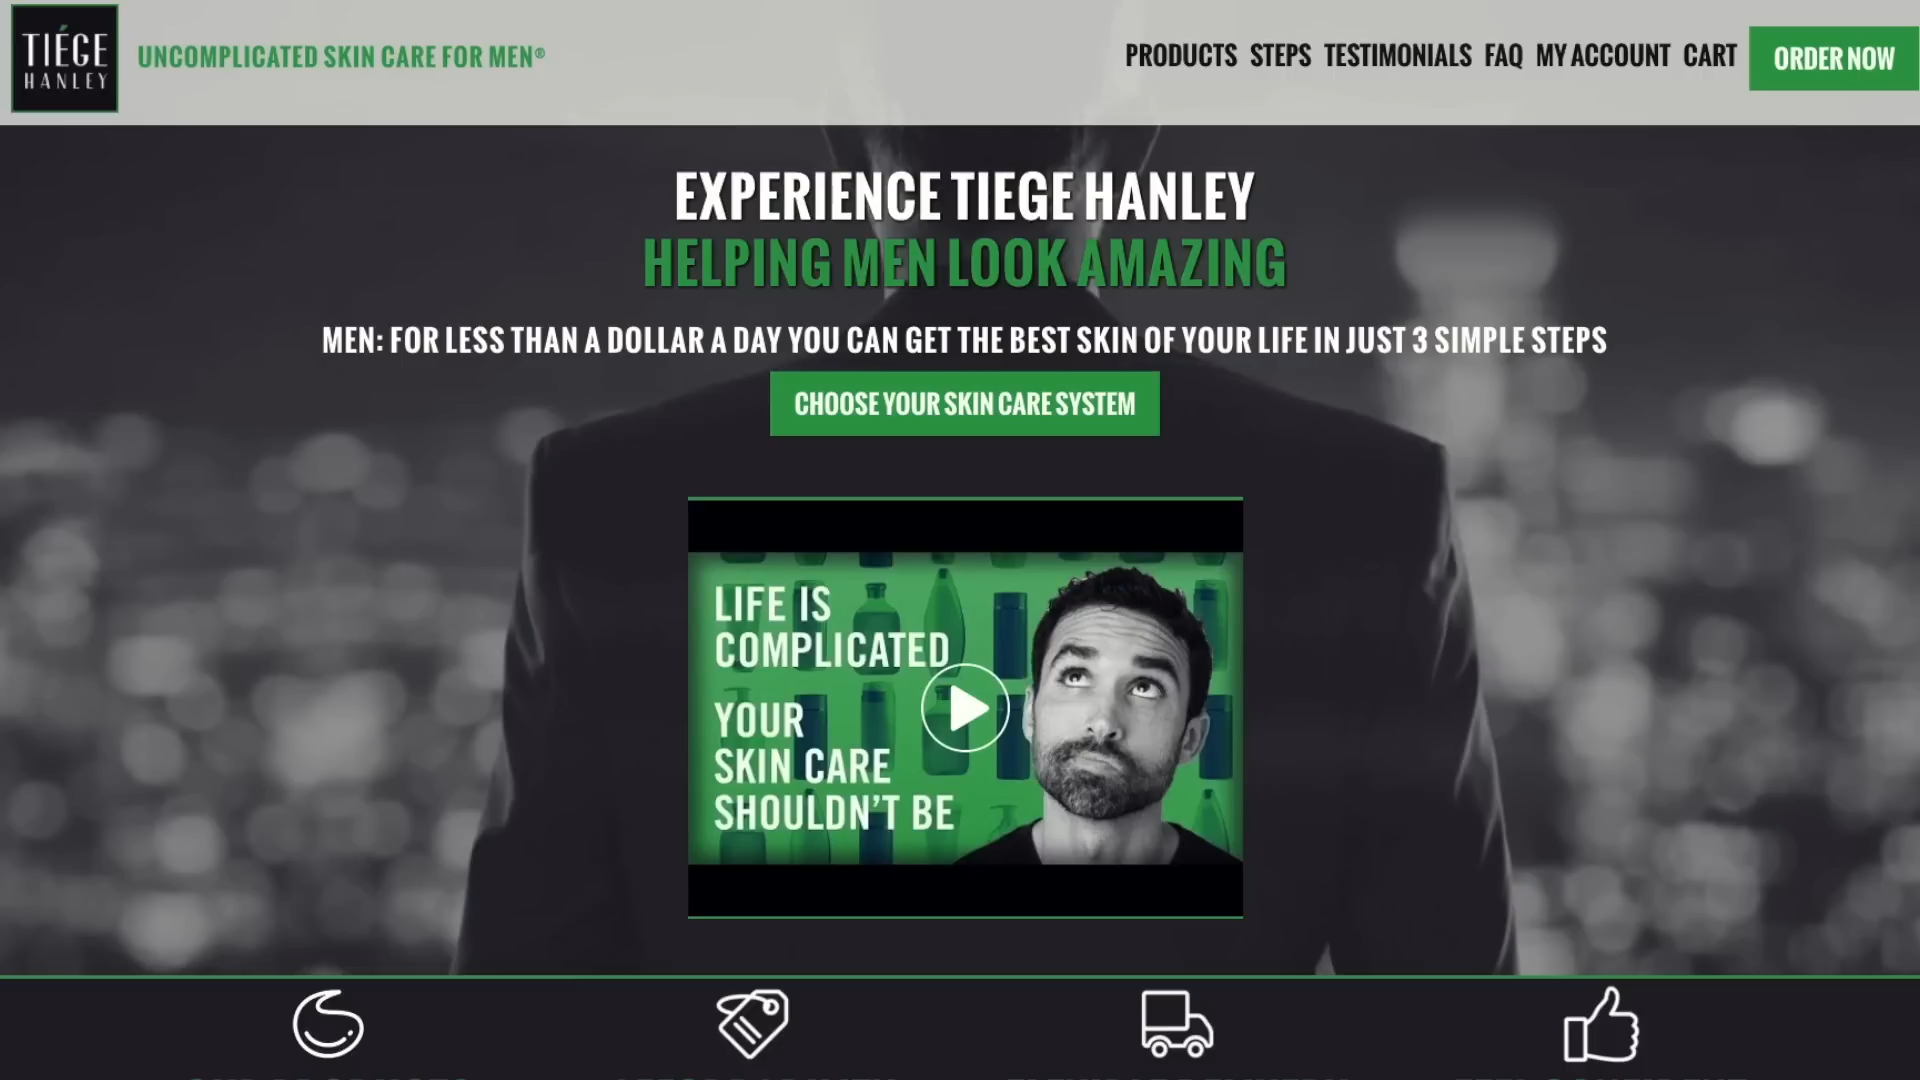 TIÉGE
HANLEY
UNCOMPLICATED SKIN CARE FOR MEN®
PRODUCTS STEPS TESTIMONIALS FAQ MY ACCOUNT CART ORDER NOW
EXPERIENCE TIEGE HANLEY
HELPING MEN LOOK AMAZING
MEN: FOR LESS THAN A DOLLAR A DAY YOU CAN GET THE BEST SKIN OF YOUR LIFE IN JUST 3 SIMPLE STEPS
CHOOSE YOUR SKIN CARE SYSTEM
LIFE IS
COMPLICATED
YOUR
SKIN CARE
SHOULDN'T BE